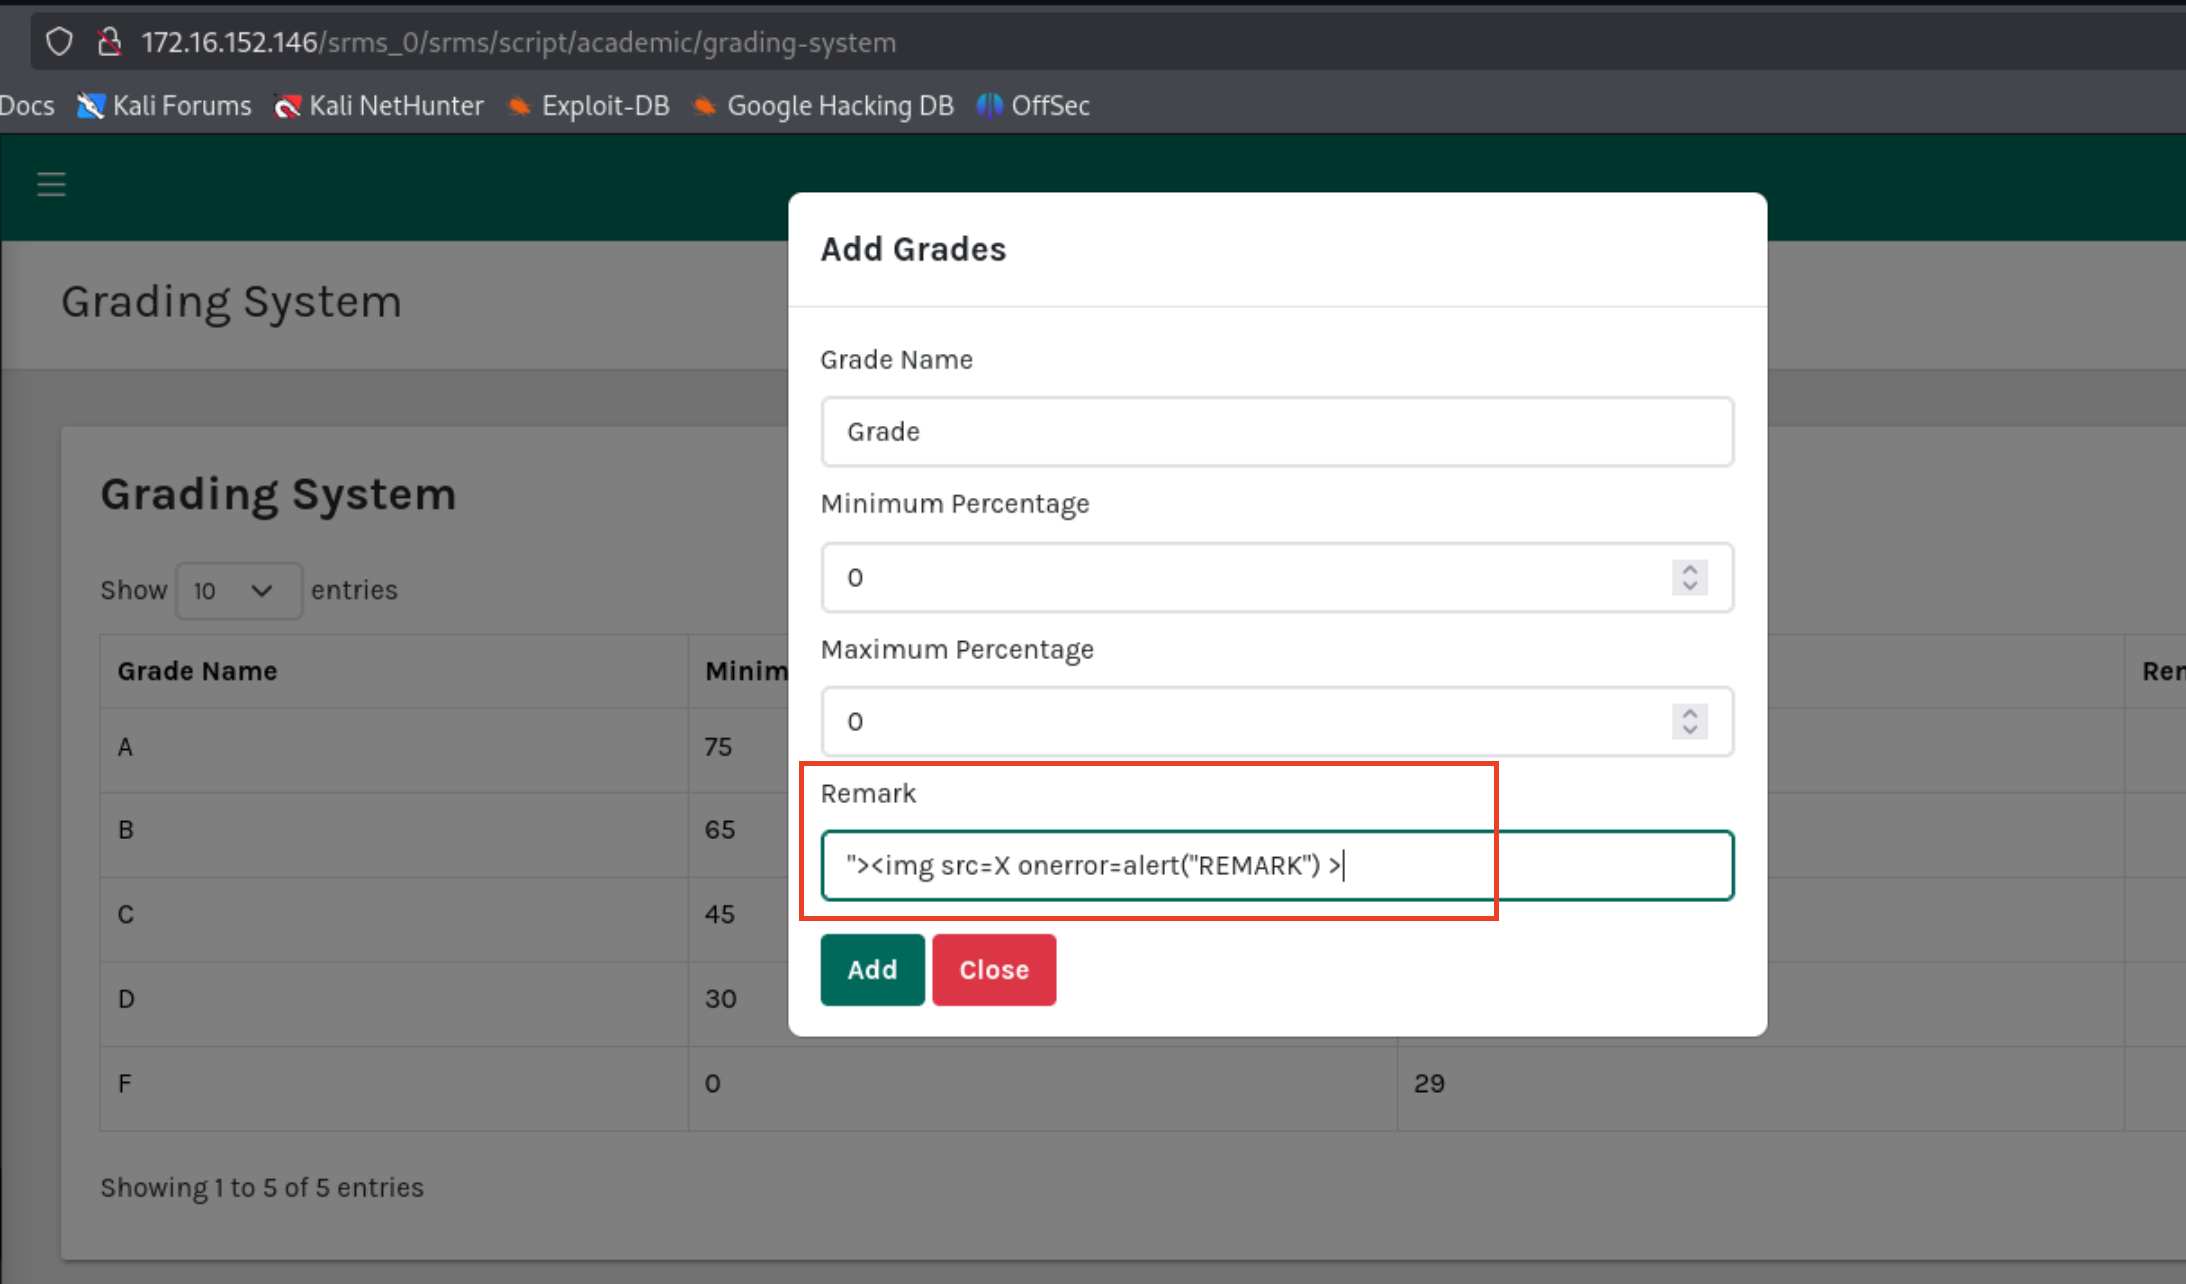 172.16.152.146/srms_0/srms/script/academic/grading-system
Docs Kali Forums Kali NetHunter Exploit-DB Google Hacking DB OffSec
Grading System
Grading System
Show 10 entries
Grade Name Minim Rem
A 75
B 65
C 45
D 30
F 0 29
Showing 1 to 5 of 5 entries
Add Grades
Grade Name
Grade
Minimum Percentage
0
Maximum Percentage
0
Remark
"><img src=X onerror=alert("REMARK") >
Add Close